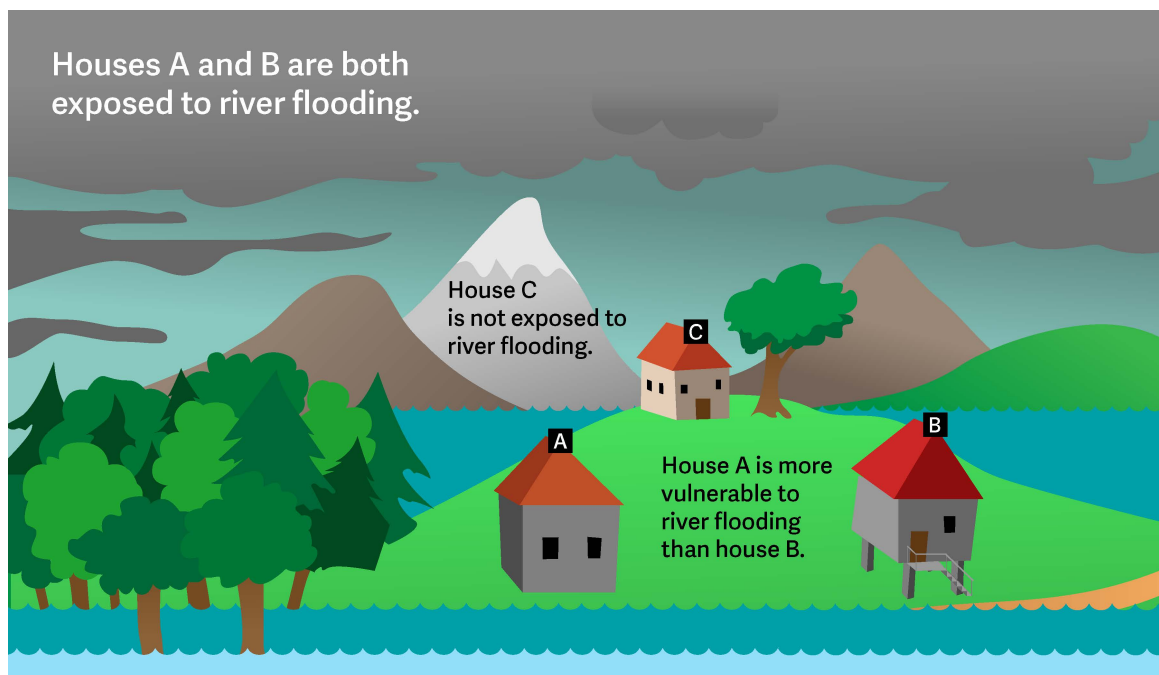 Houses A and B are both
exposed to river flooding.
House C
is not exposed to
river flooding.
C
A
B
House A is more
vulnerable to
river flooding
than house B.